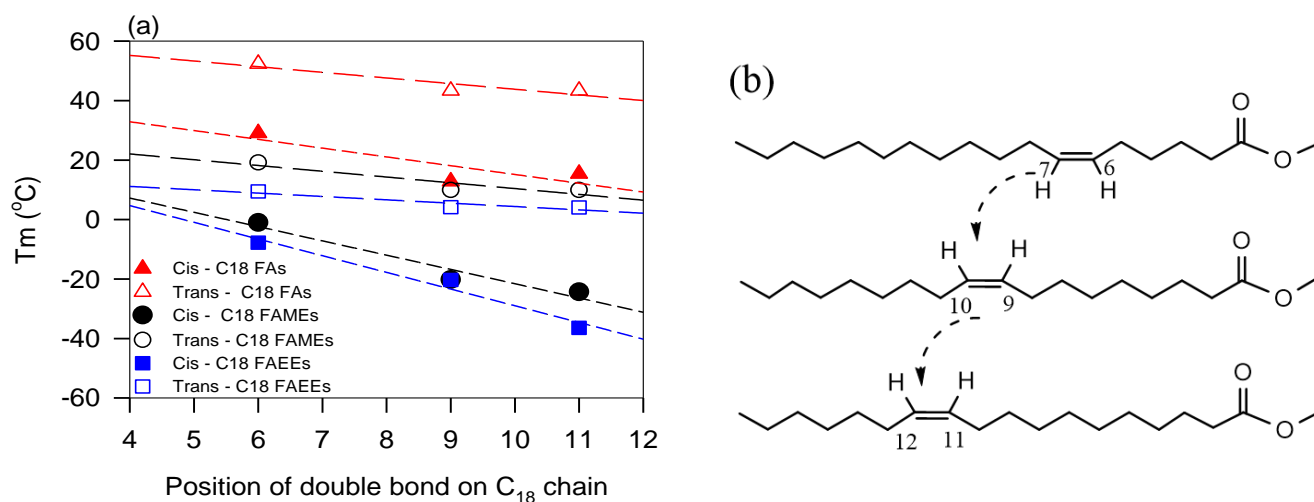 (a)
60
40
20
0
-20
-40
-60
Tm (°C)
Cis - C18 FAs
Trans - C18 FAs
Cis - C18 FAMEs
Trans - C18 FAMEs
Cis - C18 FAEEs
Trans - C18 FAEEs
4 5 6 7 8 9 10 11 12
Position of double bond on C₁₈ chain
(b)
O
O
7 6
H H
H H
O
O
10 9
H H
O
O
12 11